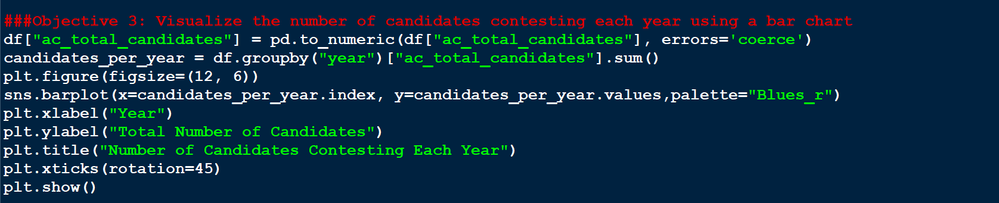 ###Objective 3: Visualize the number of candidates contesting each year using a bar chart
df["ac_total_candidates"] = pd.to_numeric(df["ac_total_candidates"], errors='coerce')
candidates_per_year = df.groupby("year")["ac_total_candidates"].sum()
plt.figure(figsize=(12, 6))
sns.barplot(x=candidates_per_year.index, y=candidates_per_year.values,palette="Blues_r")
plt.xlabel("Year")
plt.ylabel("Total Number of Candidates")
plt.title("Number of Candidates Contesting Each Year")
plt.xticks(rotation=45)
plt.show()